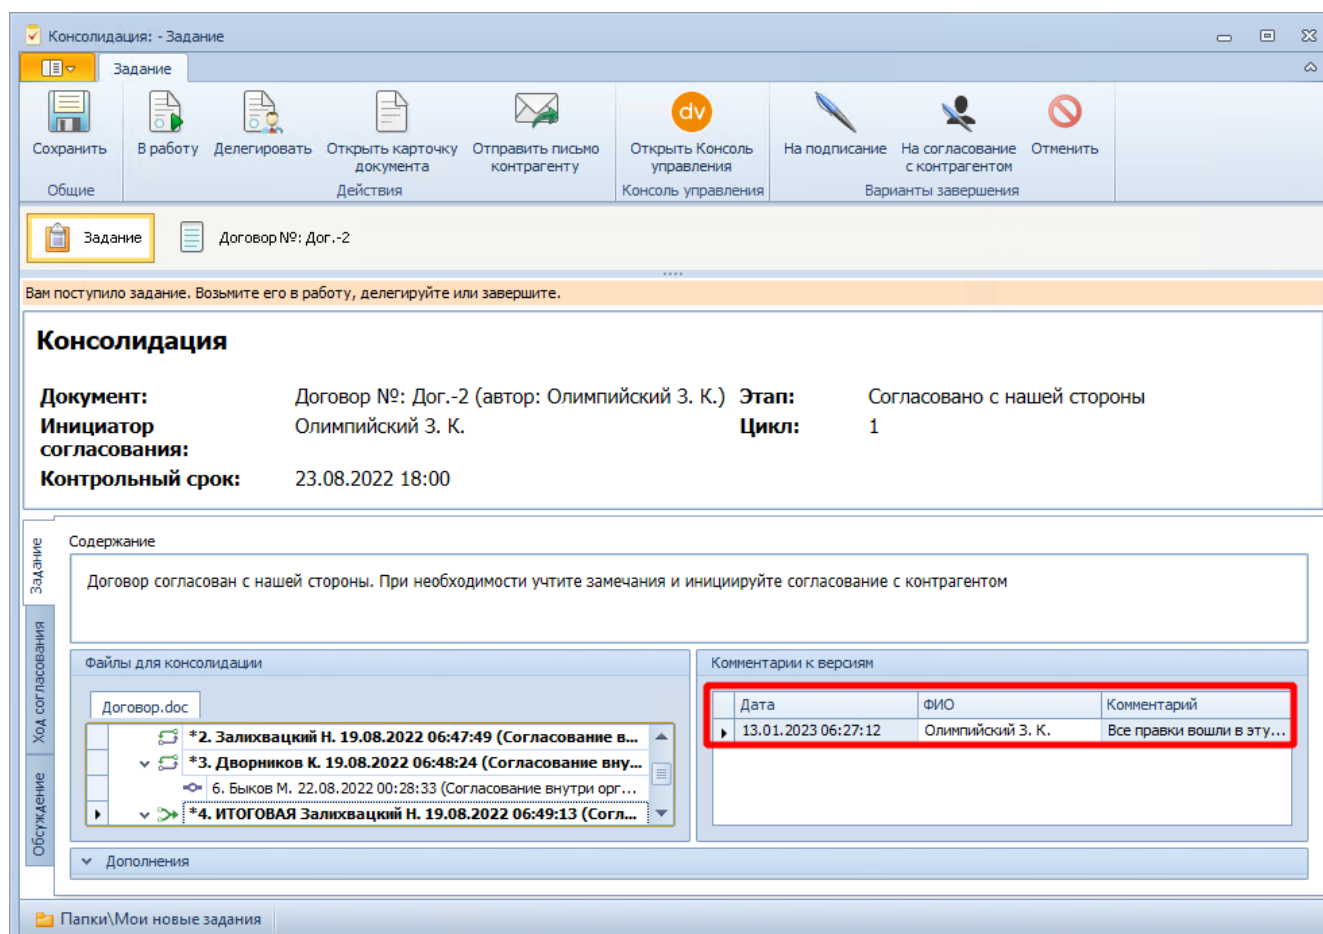 Консолидация: - Задание
Задание
Сохранить
В работу
Делегировать
Открыть карточку
документа
Отправить письмо
контрагенту
Открыть Консоль
управления
На подписание
На согласование
с контрагентом
Отменить
Общие
Действия
Консоль управления
Варианты завершения
dv
Задание
Договор №: Дог.-2
Вам поступило задание. Возьмите его в работу, делегируйте или завершите.
Консолидация
Документ: Договор №: Дог.-2 (автор: Олимпийский З. К.) Этап: Согласовано с нашей стороны
Инициатор
согласования: Олимпийский З. К. Цикл: 1
Контрольный срок: 23.08.2022 18:00
Задание
Ход согласования
Обсуждение
Содержание
Договор согласован с нашей стороны. При необходимости учтите замечания и инициируйте согласование с контрагентом
Файлы для консолидации
Договор.doc
*2. Залихвацкий Н. 19.08.2022 06:47:49 (Согласование в...
*3. Дворников К. 19.08.2022 06:48:24 (Согласование вну...
6. Быков М. 22.08.2022 00:28:33 (Согласование внутри орг...
*4. ИТОГОВАЯ Залихвацкий Н. 19.08.2022 06:49:13 (Согл...
Комментарии к версиям
Дата ФИО Комментарий
13.01.2023 06:27:12 Олимпийский З. К. Все правки вошли в эту...
Дополнения
Папки\Мои новые задания